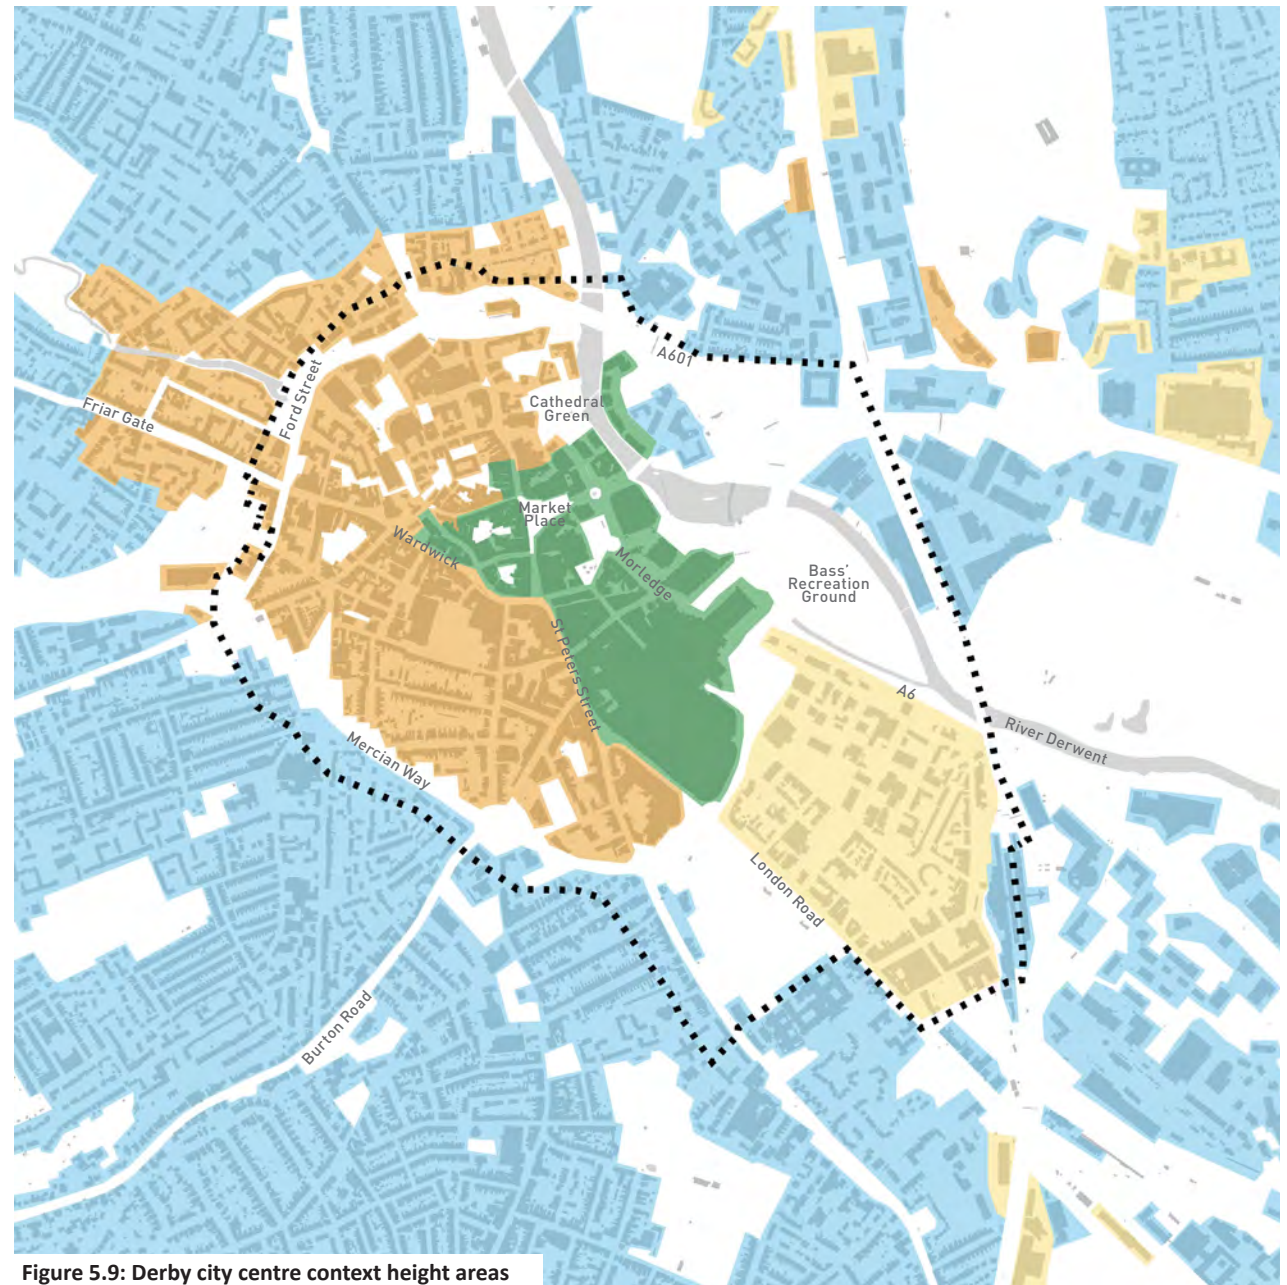 A601
Ford Street
Friar Gate
Cathedral
Green
Market
Place
Wardwick
Morledge
Bass'
Recreation
Ground
St Peters Street
A6
River Derwent
Mercian Way
London Road
Burton Road
Figure 5.9: Derby city centre context height areas